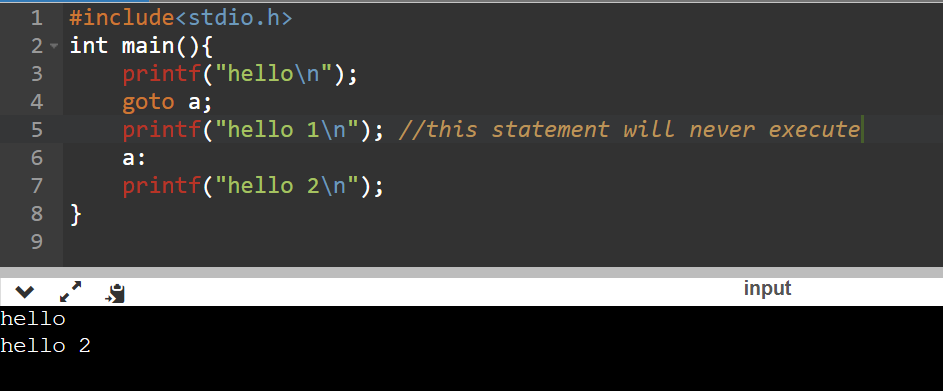 1 #include<stdio.h>
2 int main(){
3     printf("hello\n");
4     goto a;
5     printf("hello 1\n"); //this statement will never execute
6     a:
7     printf("hello 2\n");
8 }
9
input
hello
hello 2